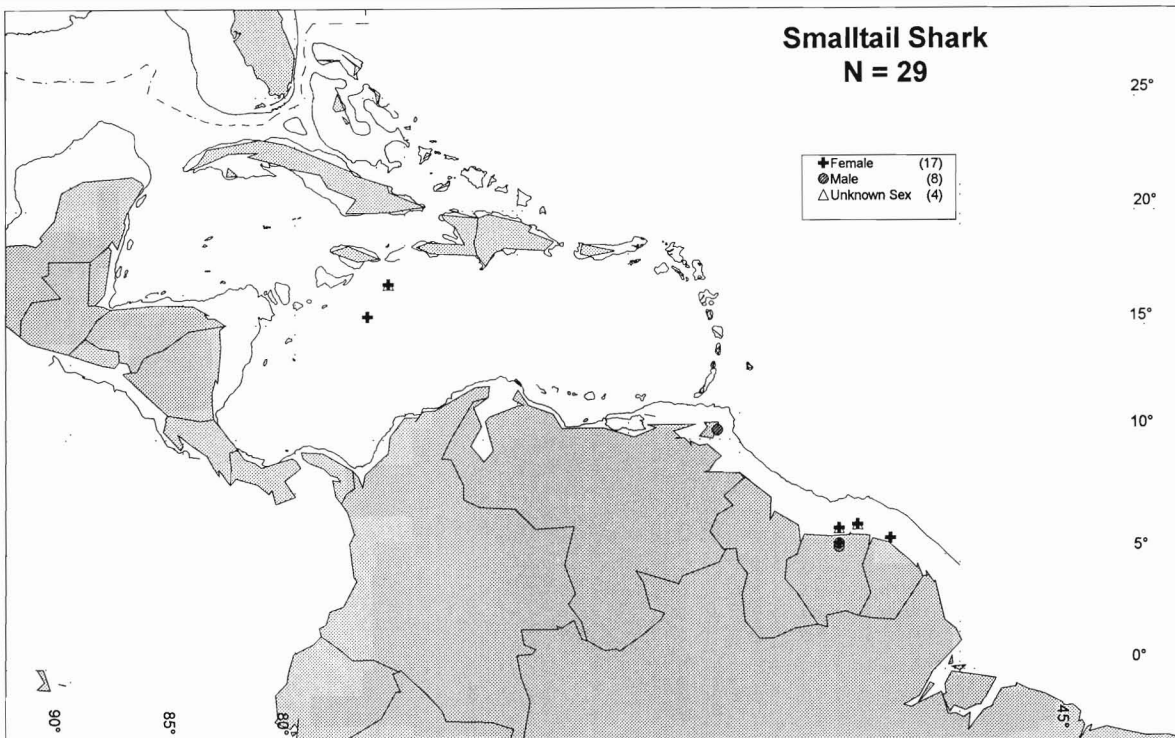 Smalltail Shark
N = 29
Female (17)
Male (8)
Unknown Sex (4)
25°
20°
15°
10°
5°
0°
90°
85°
80°
45°